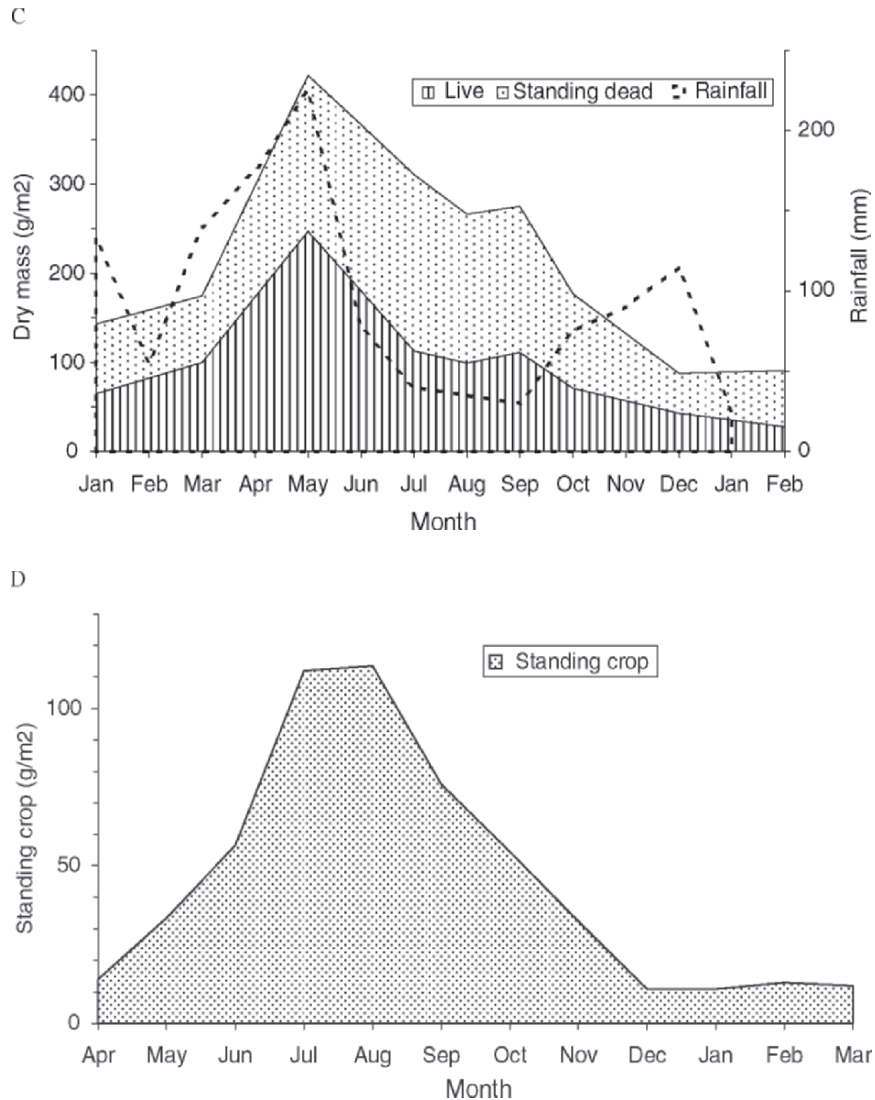 C
Live Standing dead Rainfall
400
300
200
100
0
Dry mass (g/m2)
200
100
0
Rainfall (mm)
Jan Feb Mar Apr May Jun Jul Aug Sep Oct Nov Dec Jan Feb
Month
D
Standing crop
100
50
0
Standing crop (g/m2)
Apr May Jun Jul Aug Sep Oct Nov Dec Jan Feb Mar
Month